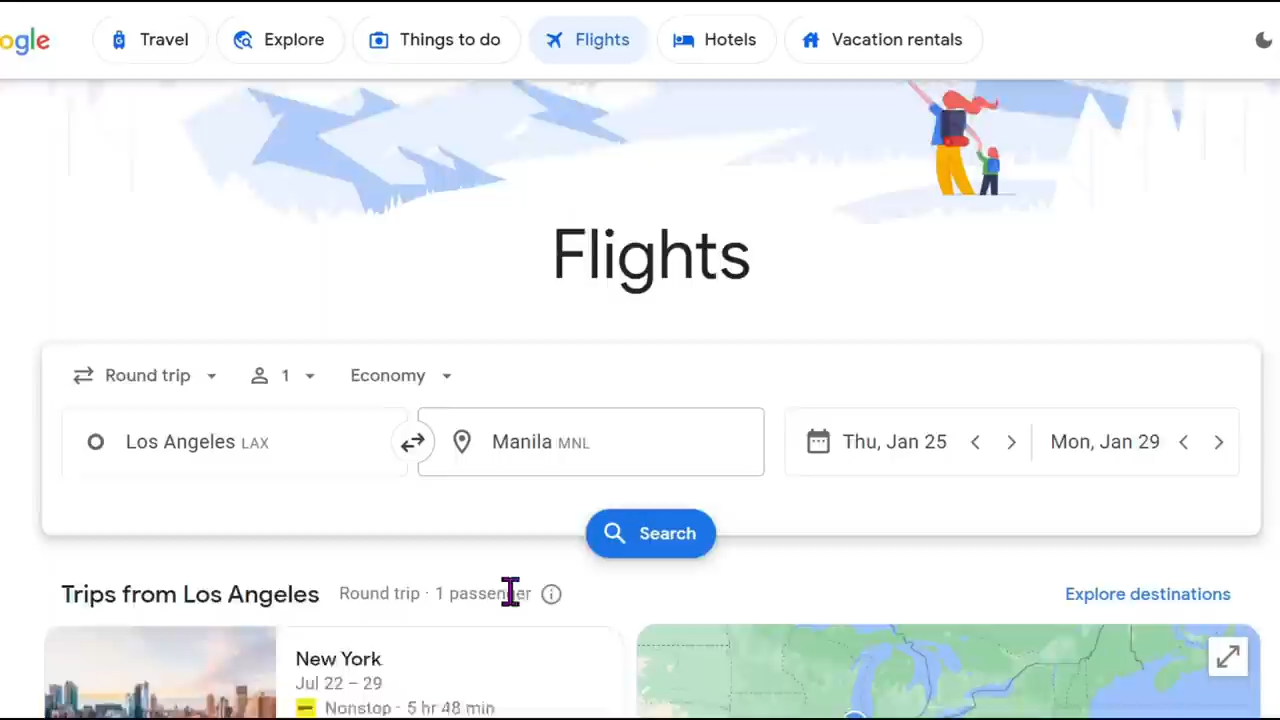 ogle Travel Explore Things to do Flights Hotels Vacation rentals
Flights
Round trip 1 Economy
Los Angeles LAX Manila MNL Thu, Jan 25 Mon, Jan 29
Search
Trips from Los Angeles Round trip · 1 passenger Explore destinations
New York
Jul 22 – 29
Nonstop · 5 hr 48 min